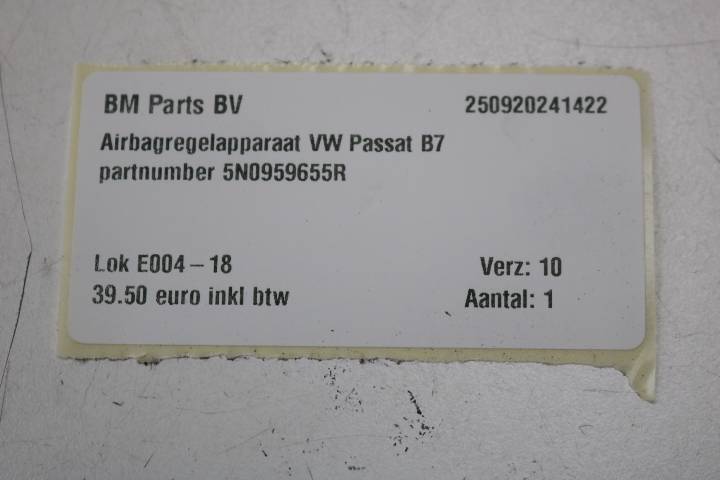 BM Parts BV 250920241422
Airbagregelapparaat VW Passat B7
partnumber 5N0959655R
Lok E004-18 Verz: 10
39.50 euro inkl btw Aantal: 1